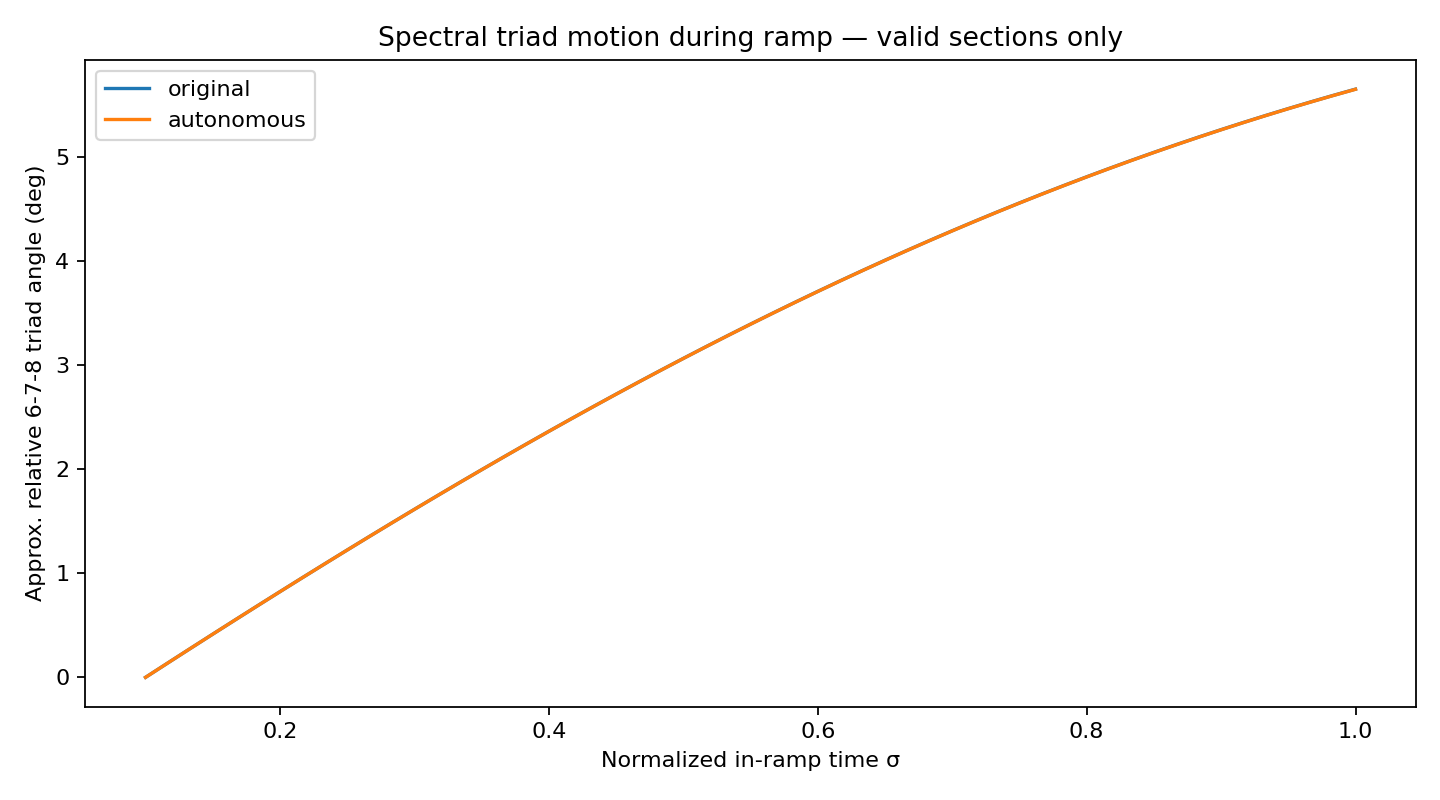 Spectral triad motion during ramp — valid sections only
original
autonomous
Approx. relative 6-7-8 triad angle (deg)
5
4
3
2
1
0
0.2
0.4
0.6
0.8
1.0
Normalized in-ramp time σ